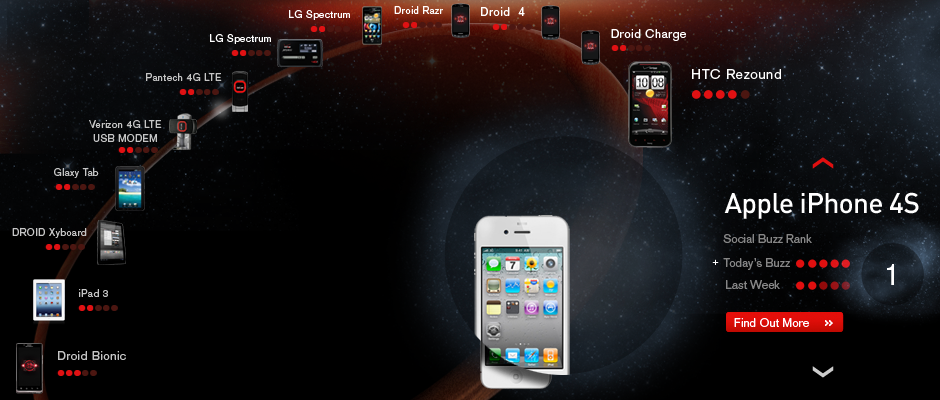 LG Spectrum
Droid Razr
Droid 4
LG Spectrum
Droid Charge
Pantech 4G LTE
HTC Rezound
10 08
Verizon 4G LTE
USB MODEM
Glaxy Tab
Apple iPhone 4S
DROID Xyboard
Social Buzz Rank
+ Today's Buzz
1
Last Week
iPad 3
Find Out More »
Droid Bionic